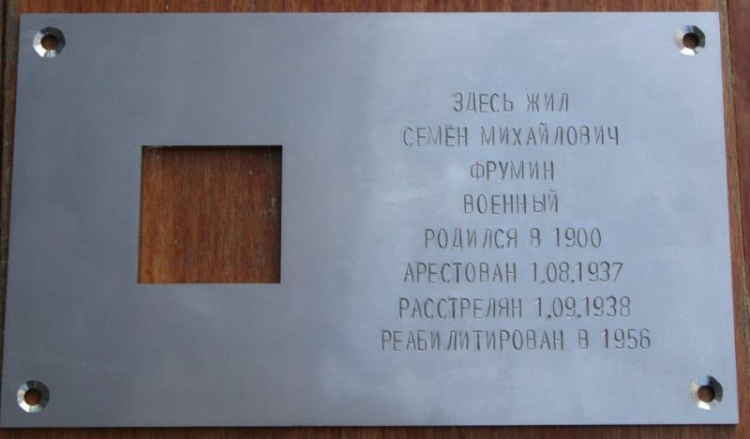 ЗДЕСЬ ЖИЛ
СЕМЁН МИХАЙЛОВИЧ
ФРУМИН
ВОЕННЫЙ
РОДИЛСЯ В 1900
АРЕСТОВАН 1.08.1937
РАССТРЕЛЯН 1.09.1938
РЕАБИЛИТИРОВАН В 1956